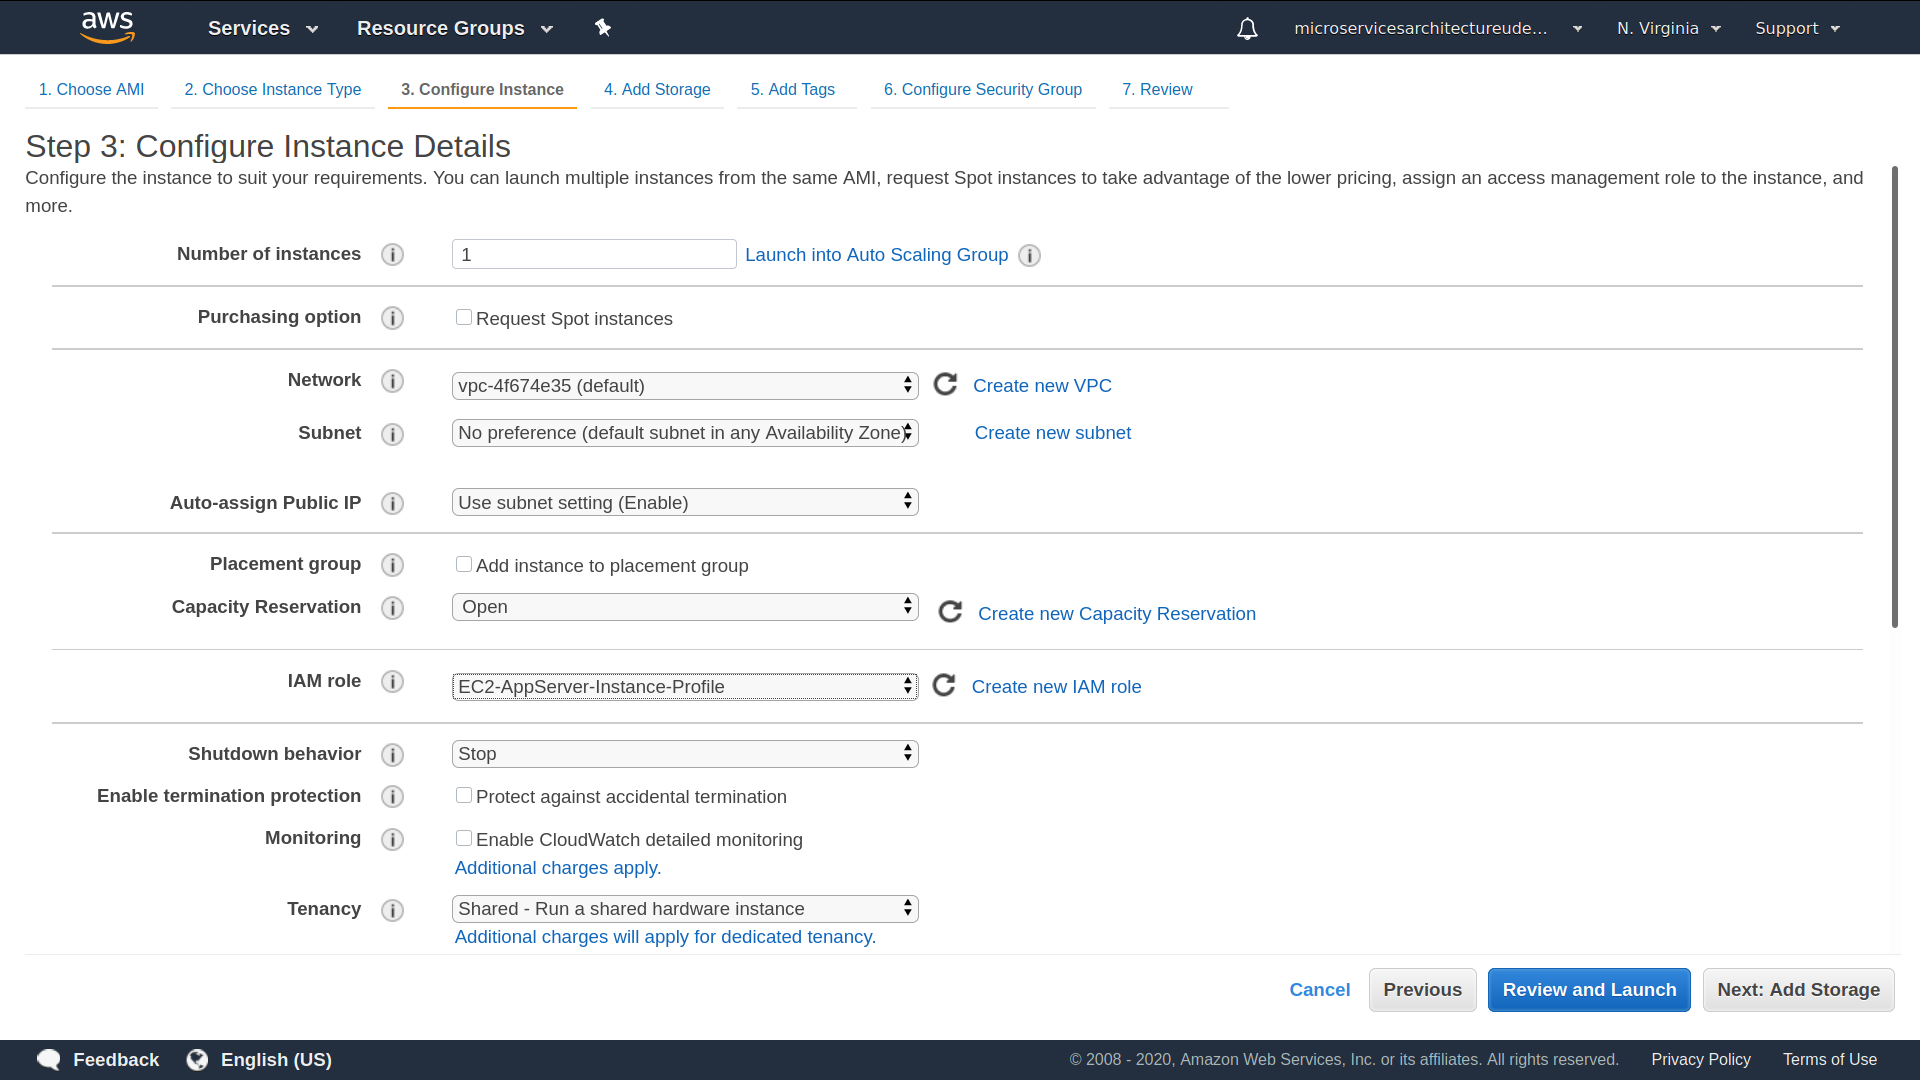 aws Services Resource Groups microservicesarchitectureude... N. Virginia Support
1. Choose AMI 2. Choose Instance Type 3. Configure Instance 4. Add Storage 5. Add Tags 6. Configure Security Group 7. Review
Step 3: Configure Instance Details
Configure the instance to suit your requirements. You can launch multiple instances from the same AMI, request Spot instances to take advantage of the lower pricing, assign an access management role to the instance, and
more.
Number of instances i 1 Launch into Auto Scaling Group i
Purchasing option i Request Spot instances
Network i vpc-4f674e35 (default) Create new VPC
Subnet i No preference (default subnet in any Availability Zone) Create new subnet
Auto-assign Public IP i Use subnet setting (Enable)
Placement group i Add instance to placement group
Capacity Reservation i Open Create new Capacity Reservation
IAM role i EC2-AppServer-Instance-Profile Create new IAM role
Shutdown behavior i Stop
Enable termination protection i Protect against accidental termination
Monitoring i Enable CloudWatch detailed monitoring
Additional charges apply.
Tenancy i Shared - Run a shared hardware instance
Additional charges will apply for dedicated tenancy.
Cancel Previous Review and Launch Next: Add Storage
Feedback English (US) © 2008 - 2020, Amazon Web Services, Inc. or its affiliates. All rights reserved. Privacy Policy Terms of Use